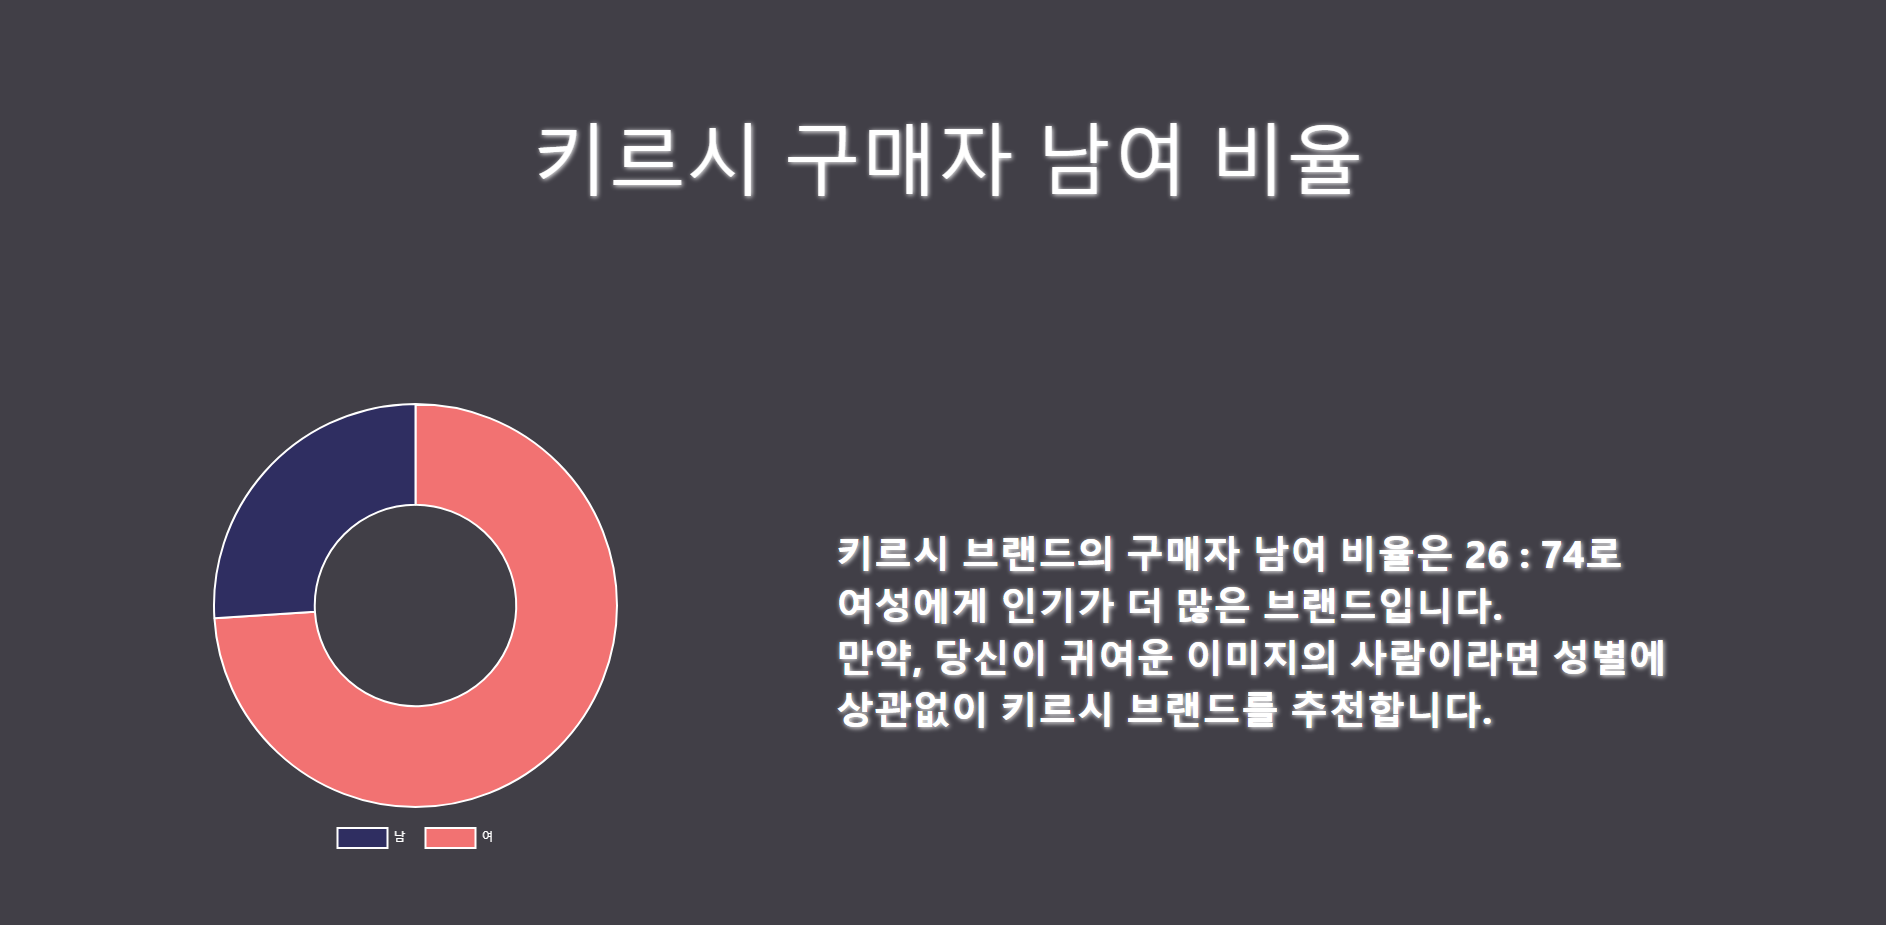 키르시 구매자 남여 비율
키르시 브랜드의 구매자 남여 비율은 26 : 74로
여성에게 인기가 더 많은 브랜드입니다.
만약, 당신이 귀여운 이미지의 사람이라면 성별에
상관없이 키르시 브랜드를 추천합니다.
남 여